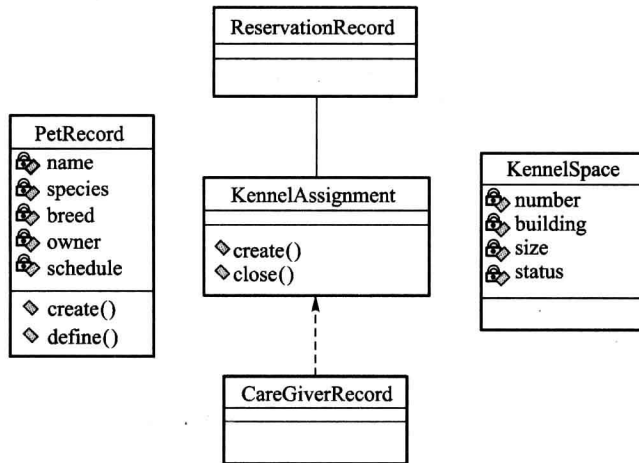 ReservationRecord
PetRecord
name
species
breed
owner
schedule
create()
define()
KennelAssignment
create()
close()
KennelSpace
number
building
size
status
CareGiverRecord